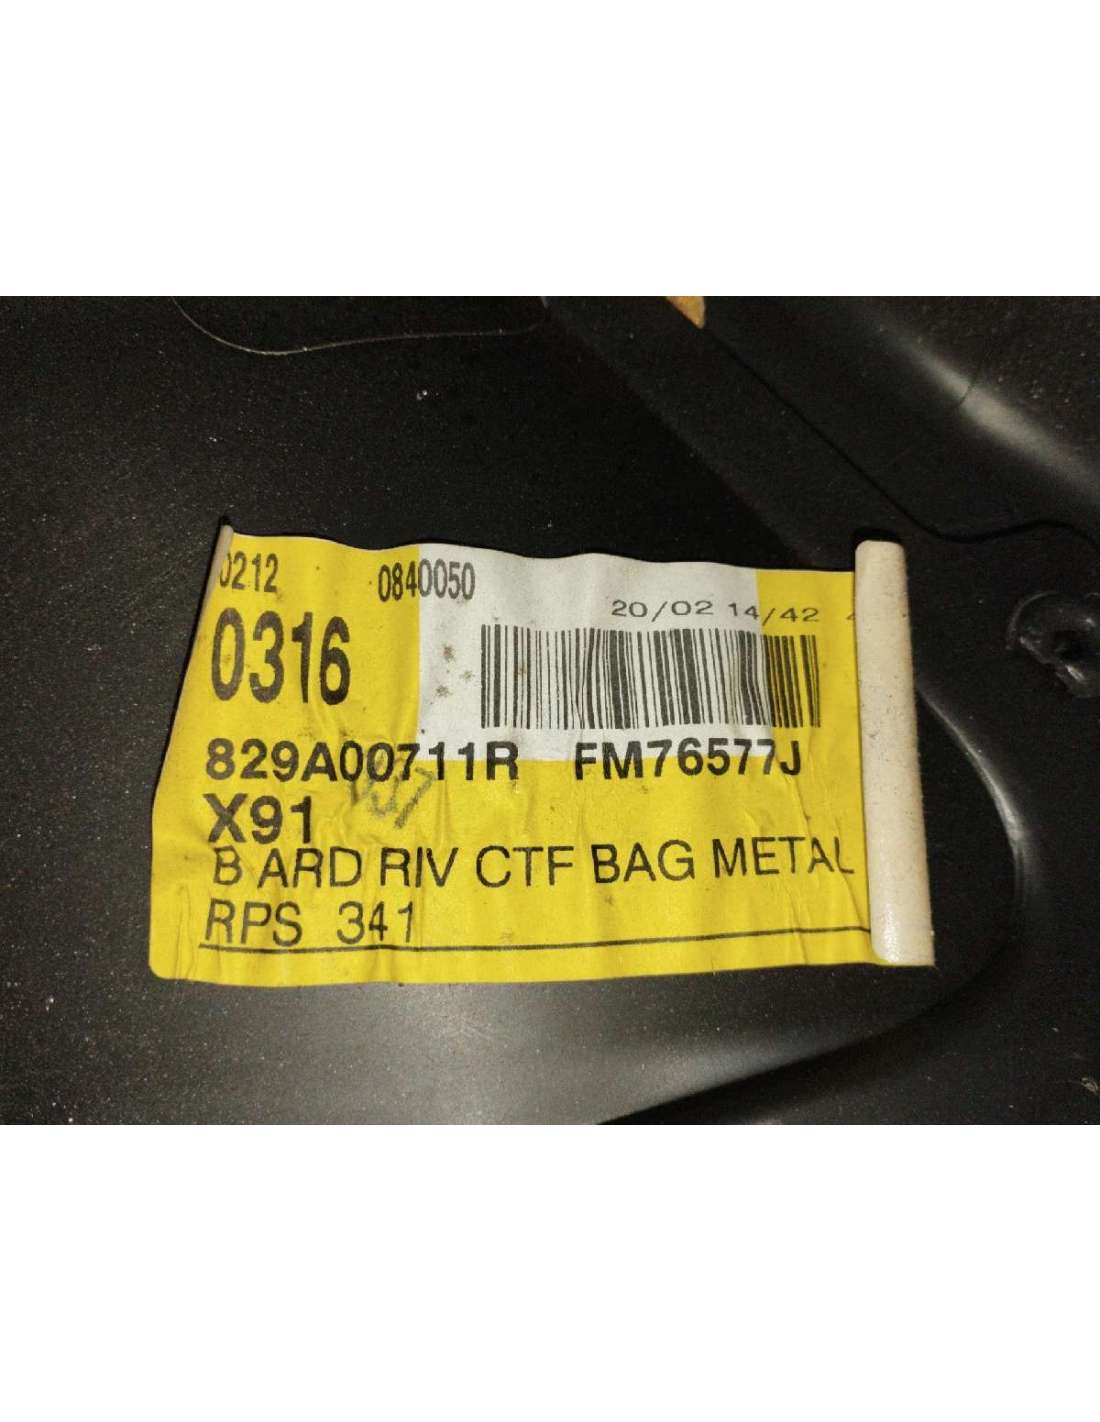 0212 0840050
20/02 14/42
0316
829A00711R FM76577J
X91
B ARD RIV CTF BAG METAL
RPS 341